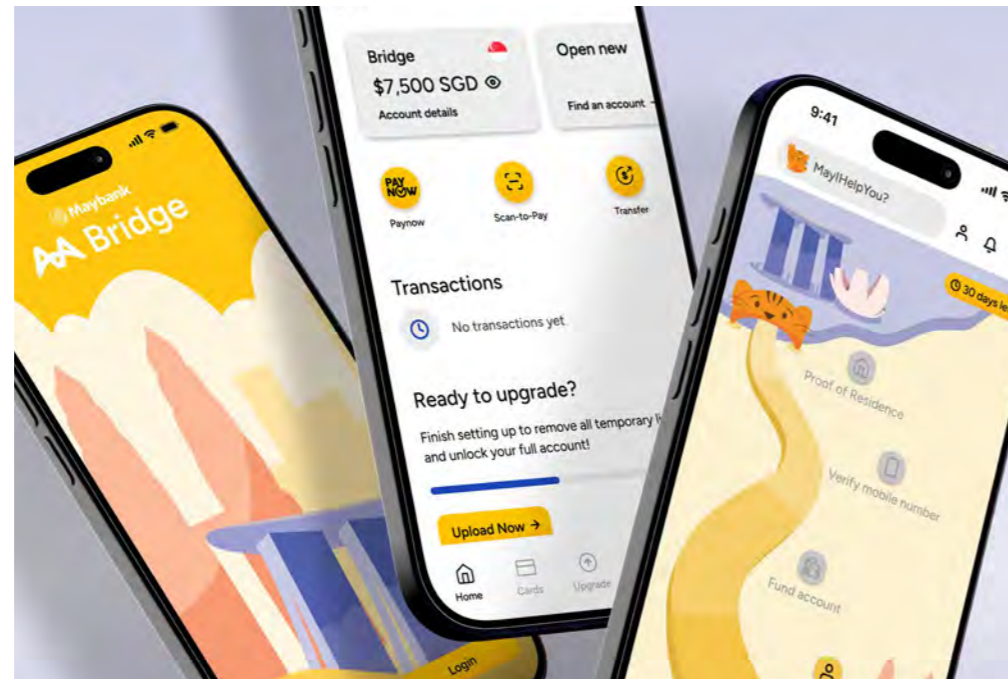 Maybank
Bridge
Login
Bridge
$7,500 SGD
Account details
Open new
Find an account
PAY
NOW
Paynow
Scan-to-Pay
Transfer
Transactions
No transactions yet
Ready to upgrade?
Finish setting up to remove all temporary
and unlock your full account!
Upload Now →
Home
Cards
Upgrade
9:41
MayIHelpYou?
30 days
Proof of Residence
Verify mobile number
Fund account